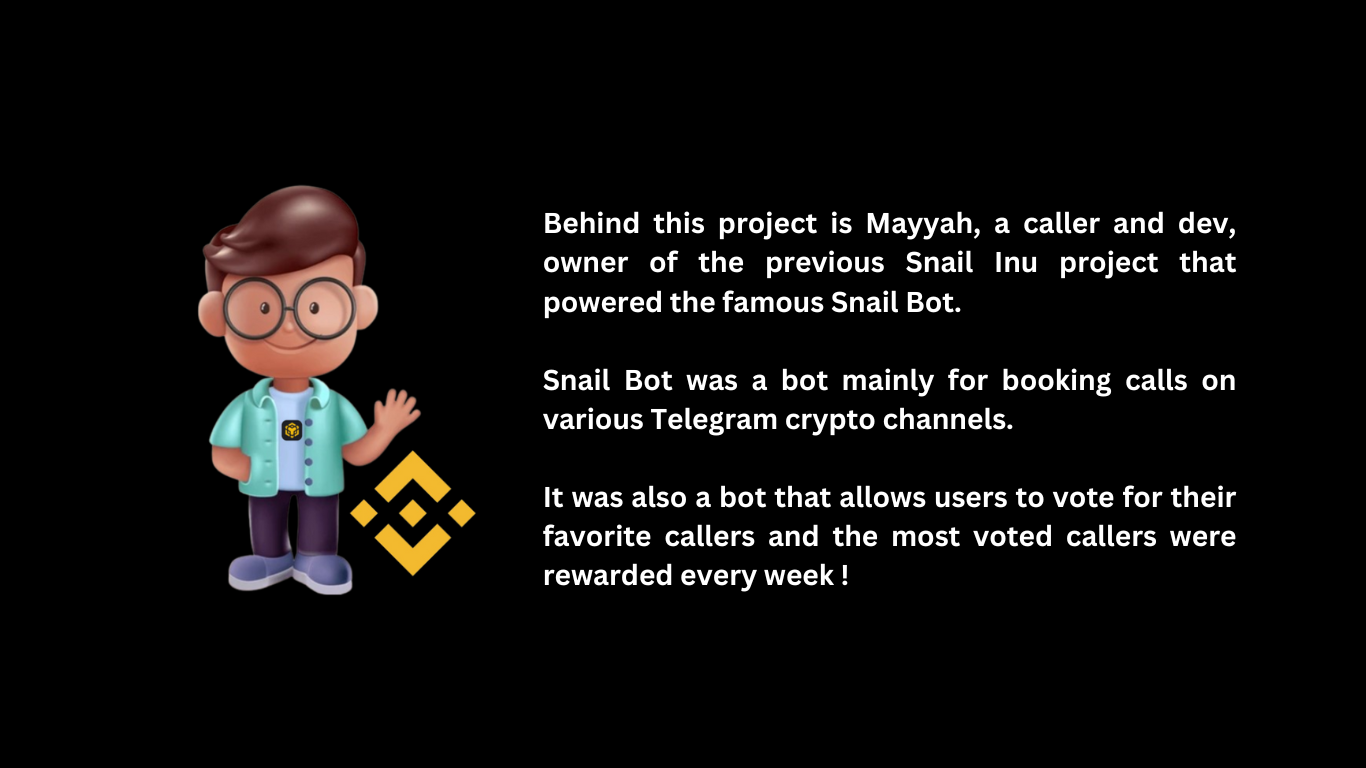 Behind this project is Mayyah, a caller and dev,
owner of the previous Snail Inu project that
powered the famous Snail Bot.
Snail Bot was a bot mainly for booking calls on
various Telegram crypto channels.
It was also a bot that allows users to vote for their
favorite callers and the most voted callers were
rewarded every week !